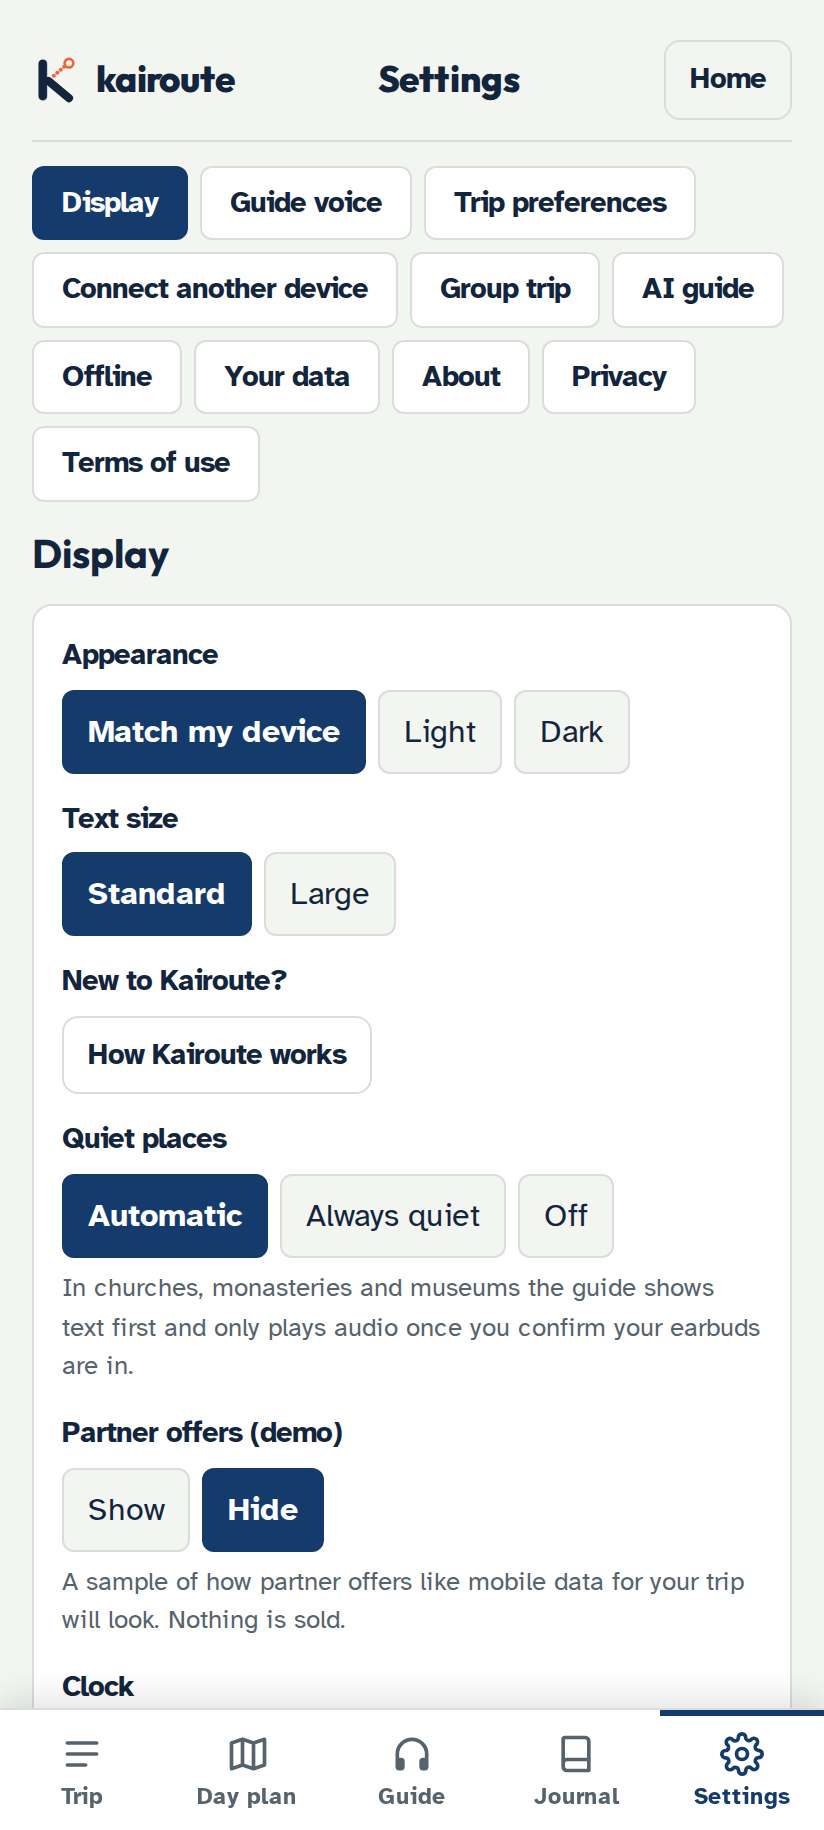 kairoute Settings Home
Display Guide voice Trip preferences
Connect another device Group trip AI guide
Offline Your data About Privacy
Terms of use
Display
Appearance
Match my device Light Dark
Text size
Standard Large
New to Kairoute?
How Kairoute works
Quiet places
Automatic Always quiet Off
In churches, monasteries and museums the guide shows
text first and only plays audio once you confirm your earbuds
are in.
Partner offers (demo)
Show Hide
A sample of how partner offers like mobile data for your trip
will look. Nothing is sold.
Clock
Trip Day plan Guide Journal Settings